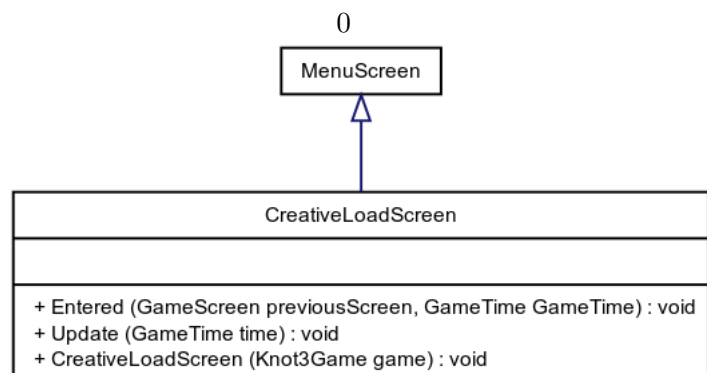 0
MenuScreen
CreativeLoadScreen
+ Entered (GameScreen previousScreen, GameTime GameTime) : void
+ Update (GameTime time) : void
+ CreativeLoadScreen (Knot3Game game) : void